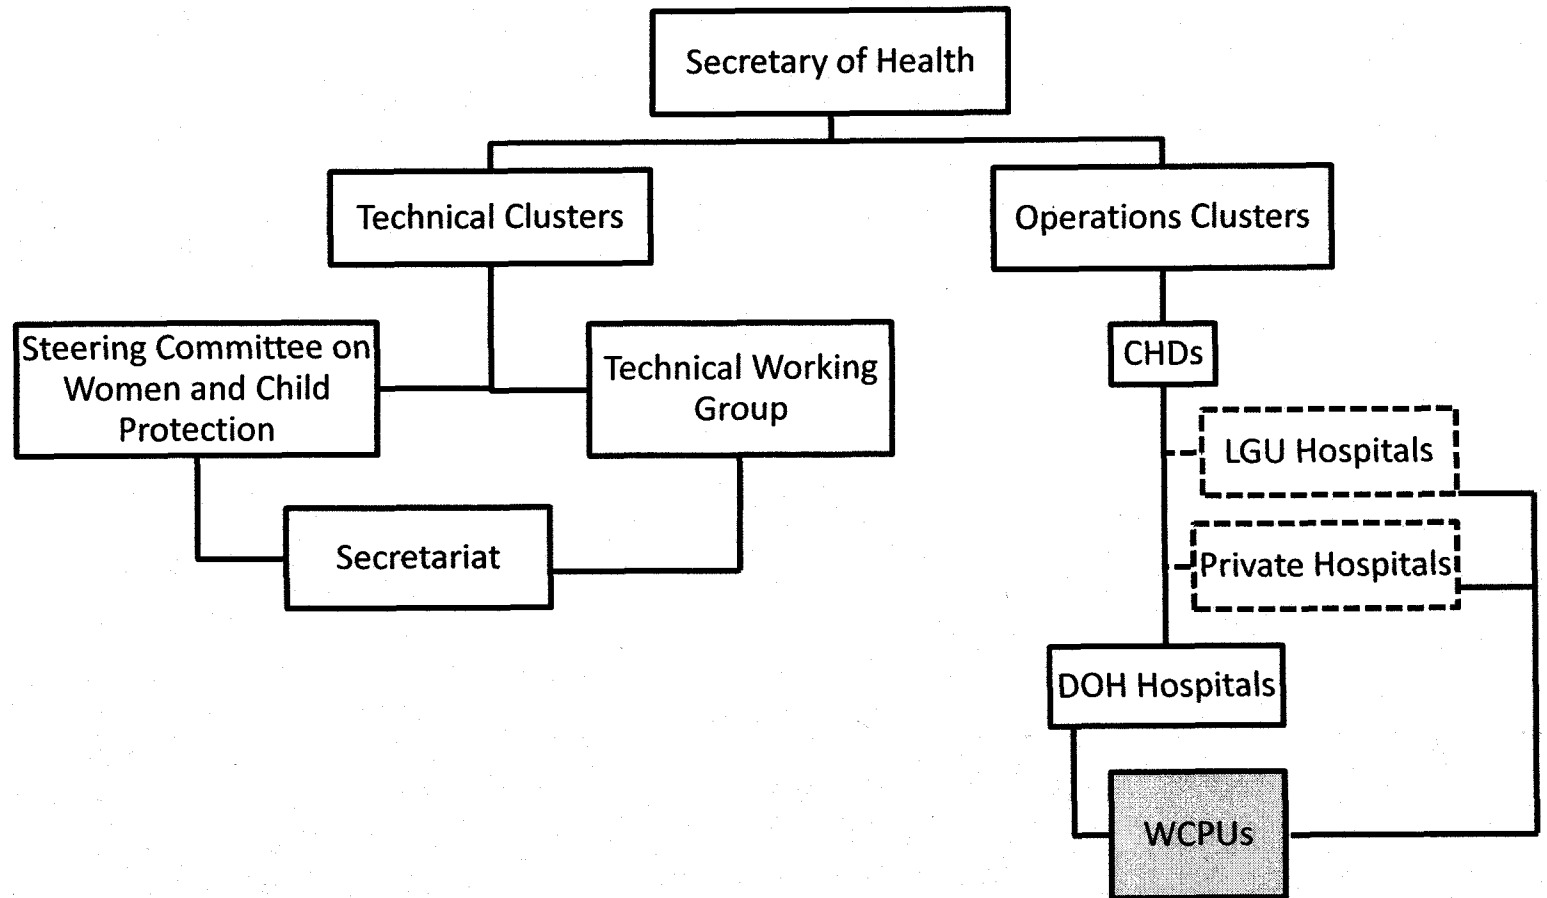 Secretary of Health
Technical Clusters
Operations Clusters
Steering Committee on
Women and Child
Protection
Technical Working
Group
CHDs
LGU Hospitals
Secretariat
Private Hospitals
DOH Hospitals
WCPUs